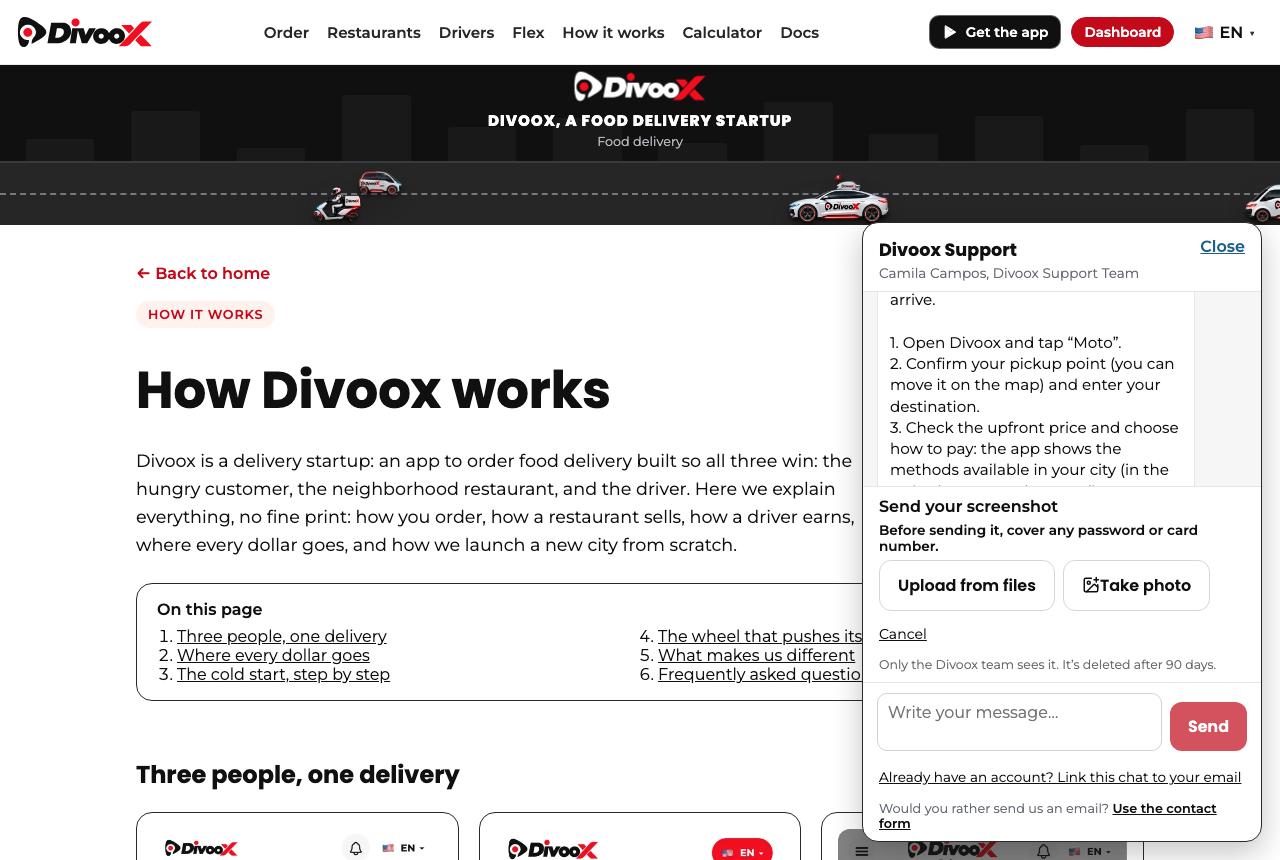 DivooX
Order
Restaurants
Drivers
Flex
How it works
Calculator
Docs
Get the app
Dashboard
EN
DivooX
DIVOOX, A FOOD DELIVERY STARTUP
Food delivery
DivooX
DivooX
← Back to home
HOW IT WORKS
How Divoox works
Divoox is a delivery startup: an app to order food delivery built so all three win: the
hungry customer, the neighborhood restaurant, and the driver. Here we explain
everything, no fine print: how you order, how a restaurant sells, how a driver earns,
where every dollar goes, and how we launch a new city from scratch.
On this page
1. Three people, one delivery
2. Where every dollar goes
3. The cold start, step by step
4. The wheel that pushes its
5. What makes us different
6. Frequently asked questio
Three people, one delivery
DivooX
EN
DivooX
EN
DivooX
EN
Divoox Support
Close
Camila Campos, Divoox Support Team
arrive.
1. Open Divoox and tap “Moto”.
2. Confirm your pickup point (you can
move it on the map) and enter your
destination.
3. Check the upfront price and choose
how to pay: the app shows the
methods available in your city (in the
Send your screenshot
Before sending it, cover any password or card
number.
Upload from files
Take photo
Cancel
Only the Divoox team sees it. It’s deleted after 90 days.
Write your message…
Send
Already have an account? Link this chat to your email
Would you rather send us an email? Use the contact
form